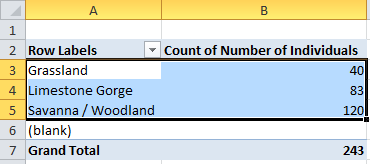 A B
1
2 Row Labels Count of Number of Individuals
3 Grassland 40
4 Limestone Gorge 83
5 Savanna / Woodland 120
6 (blank)
7 Grand Total 243